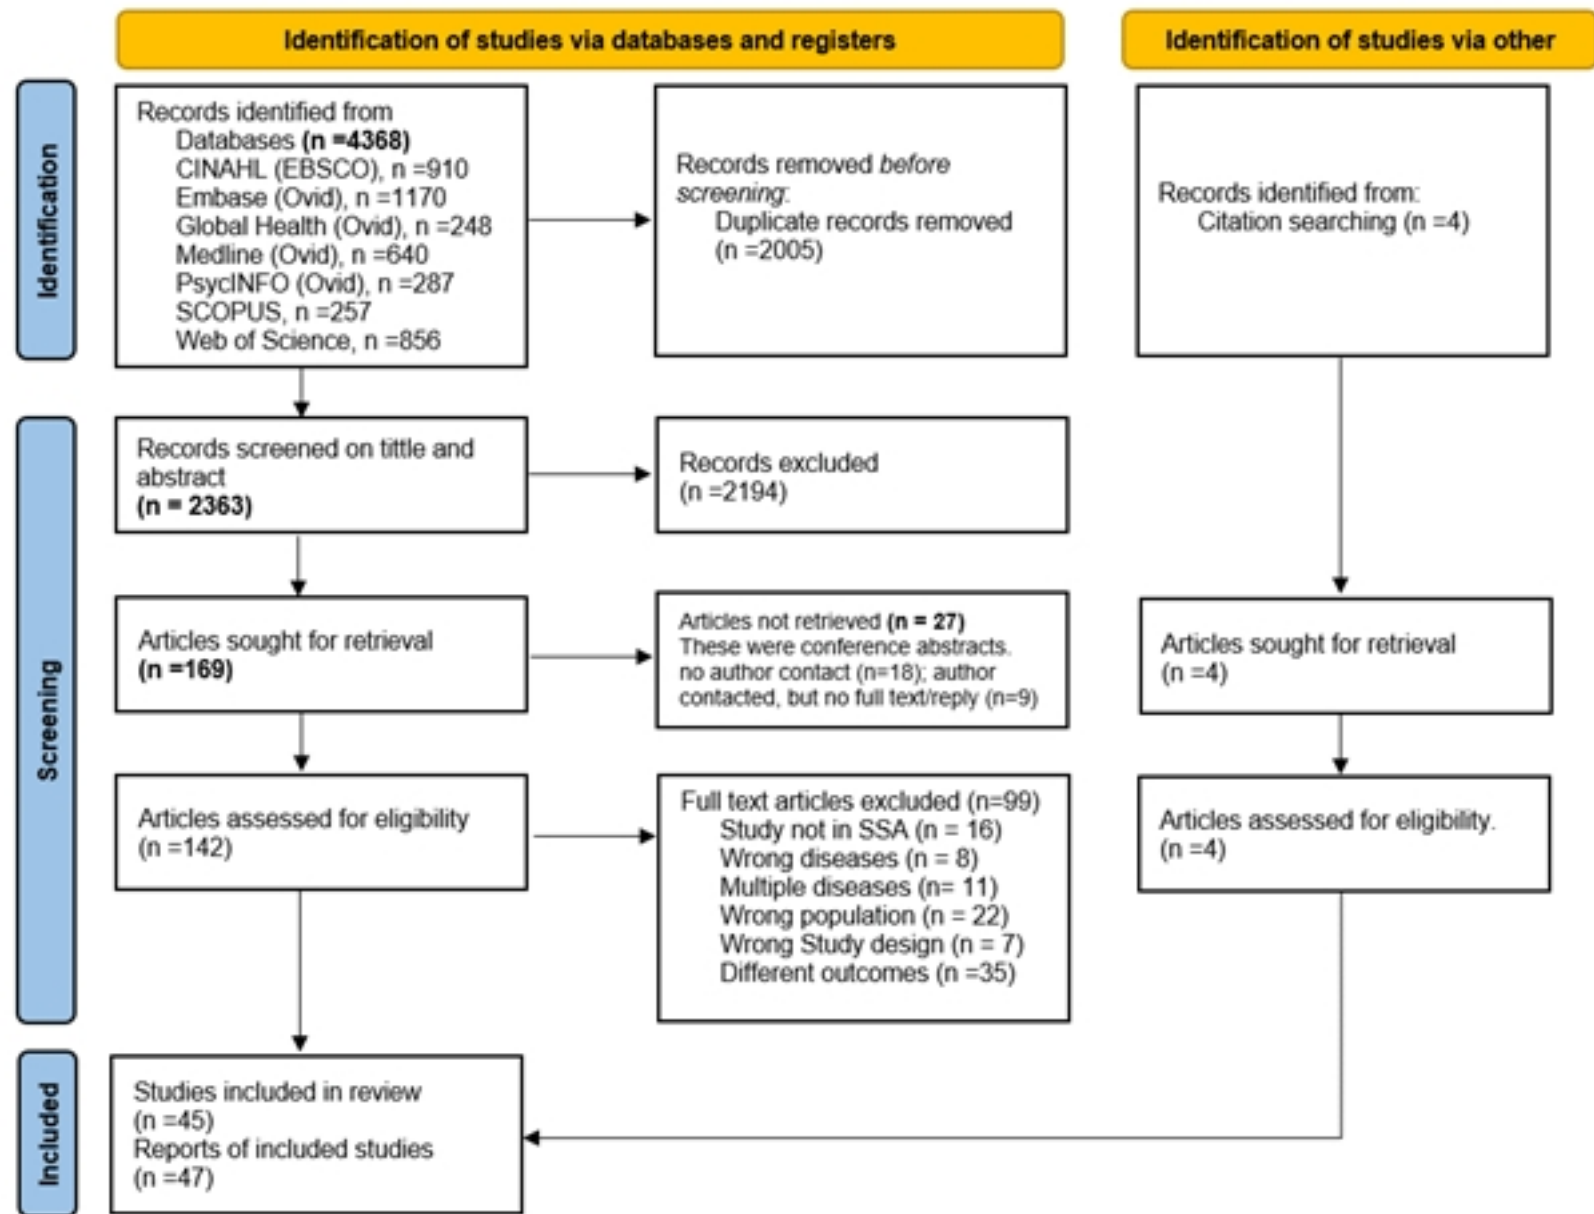 Identification of studies via databases and registers
Identification of studies via other
Identification
Records identified from
Databases (n =4368)
CINAHL (EBSCO), n =910
Embase (Ovid), n =1170
Global Health (Ovid), n =248
Medline (Ovid), n =640
PsycINFO (Ovid), n =287
SCOPUS, n =257
Web of Science, n =856
Records removed before
screening:
Duplicate records removed
(n =2005)
Records identified from:
Citation searching (n =4)
Screening
Records screened on tittle and
abstract
(n = 2363)
Records excluded
(n =2194)
Articles sought for retrieval
(n =169)
Articles not retrieved (n = 27)
These were conference abstracts.
no author contact (n=18); author
contacted, but no full text/reply (n=9)
Articles sought for retrieval
(n =4)
Articles assessed for eligibility
(n =142)
Full text articles excluded (n=99)
Study not in SSA (n = 16)
Wrong diseases (n = 8)
Multiple diseases (n= 11)
Wrong population (n = 22)
Wrong Study design (n = 7)
Different outcomes (n =35)
Articles assessed for eligibility.
(n =4)
Included
Studies included in review
(n =45)
Reports of included studies
(n =47)